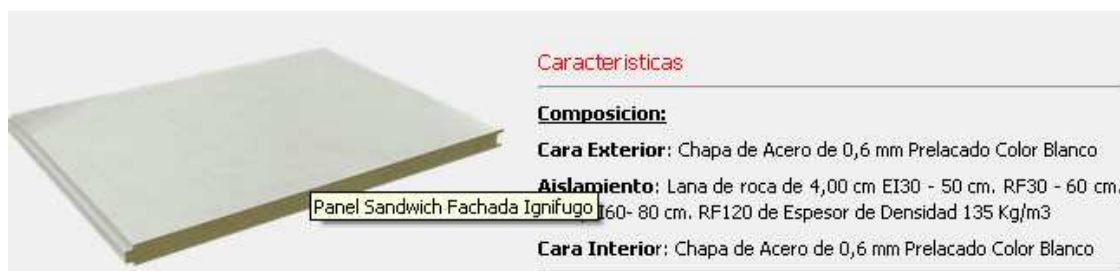 Caracteristicas
Composicion:
Cara Exterior: Chapa de Acero de 0,6 mm Prelacado Color Blanco
Aislamiento: Lana de roca de 4,00 cm EI30 - 50 cm. RF30 - 60 cm.
Panel Sandwich Fachada Ignifugo
I60- 80 cm. RF120 de Espesor de Densidad 135 Kg/m3
Cara Interior: Chapa de Acero de 0,6 mm Prelacado Color Blanco